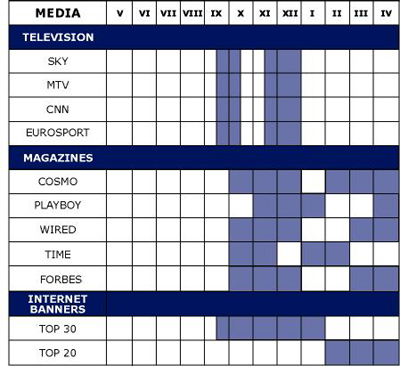 MEDIA V VI VII VIII IX X XI XII I II III IV
TELEVISION
SKY
MTV
CNN
EUROSPORT
MAGAZINES
COSMO
PLAYBOY
WIRED
TIME
FORBES
INTERNET
BANNERS
TOP 30
TOP 20